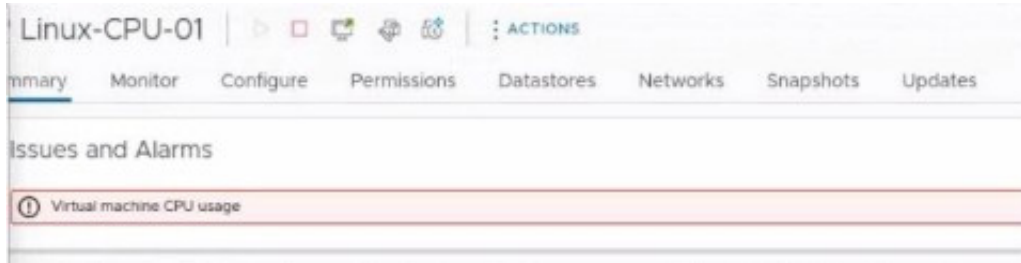 Linux-CPU-01 ACTIONS
mmary Monitor Configure Permissions Datastores Networks Snapshots Updates
Issues and Alarms
Virtual machine CPU usage